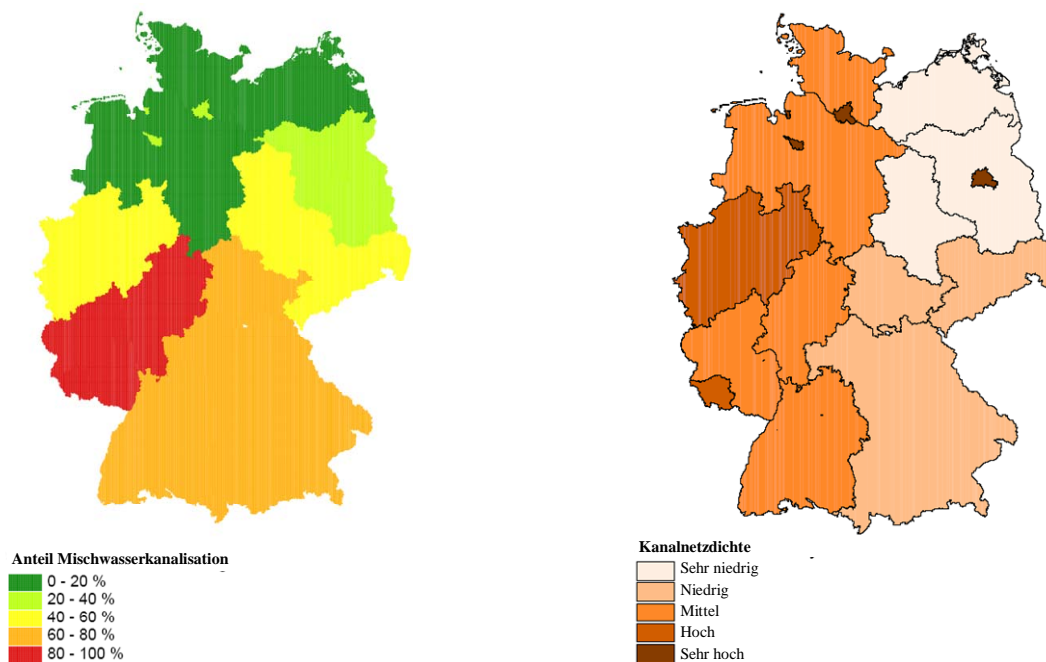 Anteil Mischwasserkanalisation
0 - 20 %
20 - 40 %
40 - 60 %
60 - 80 %
80 - 100 %
Kanalnetzdichte
Sehr niedrig
Niedrig
Mittel
Hoch
Sehr hoch